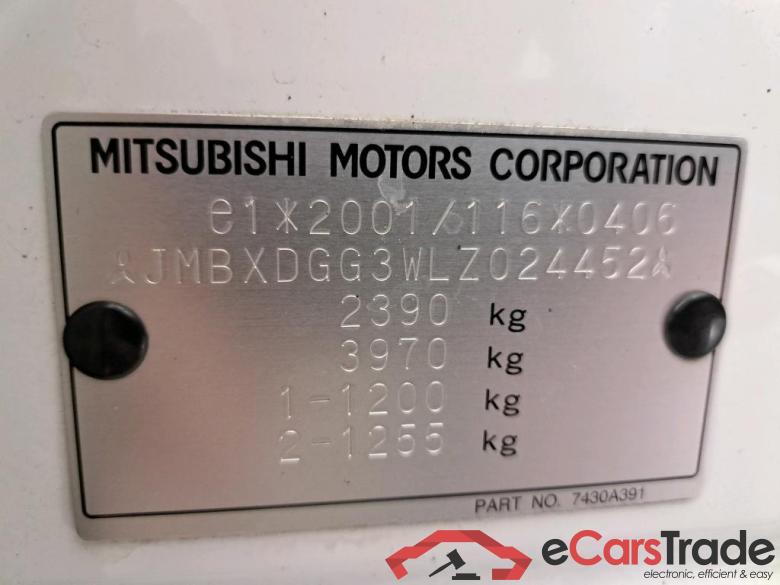 MITSUBISHI MOTORS CORPORATION
e1*2001/116*0406
JMBXDGG3WLZ024452
2390 kg
3970 kg
1-1200 kg
2-1255 kg
PART NO. 7430A391
eCarsTrade
electronic, efficient & easy